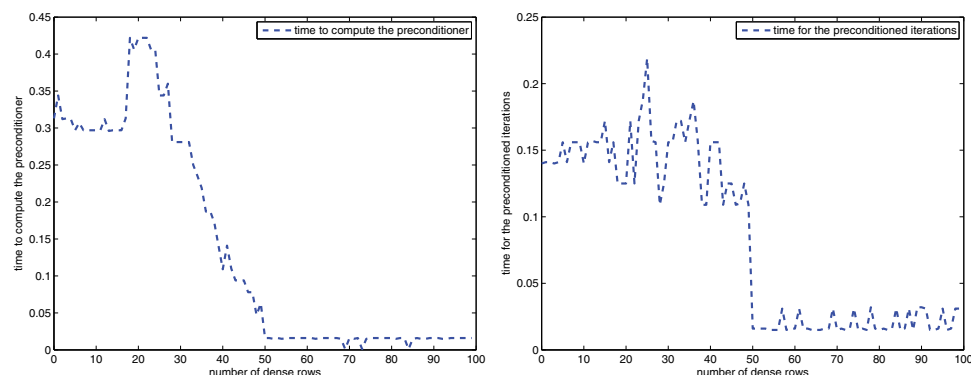 time to compute the preconditioner
0.45
0.4
0.35
0.3
0.25
0.2
0.15
0.1
0.05
0
time to compute the preconditioner
0 10 20 30 40 50 60 70 80 90 100
number of dense rows
time for the preconditioned iterations
0.25
0.2
0.15
0.1
0.05
0
time for the preconditioned iterations
0 10 20 30 40 50 60 70 80 90 100
number of dense rows